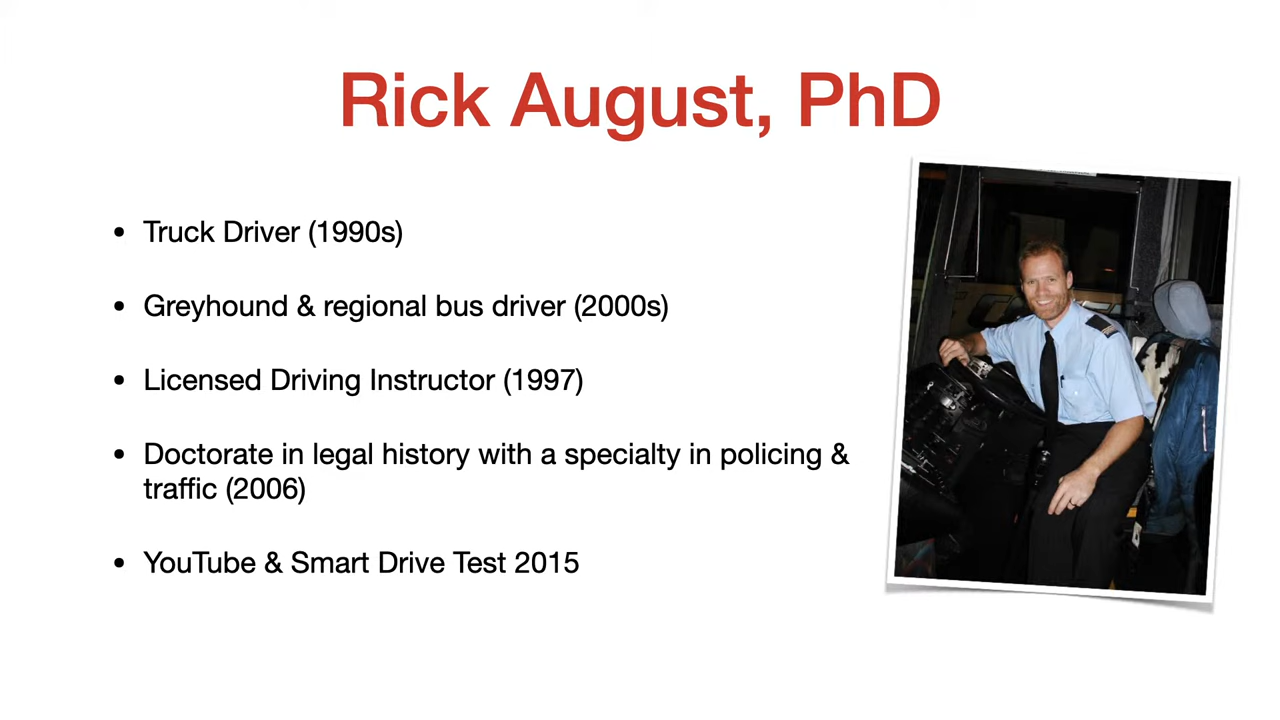 Rick August, PhD
• Truck Driver (1990s)
• Greyhound & regional bus driver (2000s)
• Licensed Driving Instructor (1997)
• Doctorate in legal history with a specialty in policing &
traffic (2006)
• YouTube & Smart Drive Test 2015